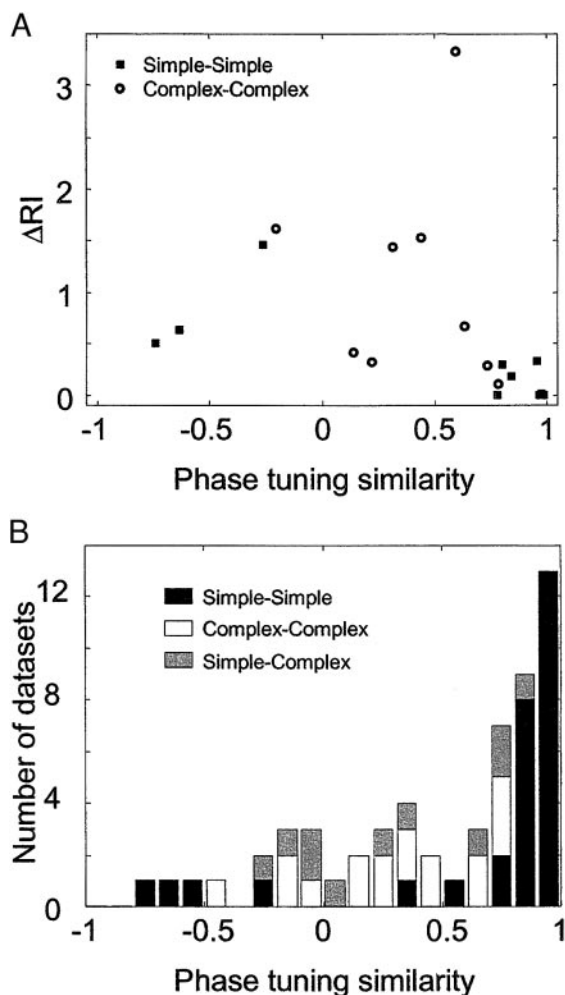 A
Simple-Simple
Complex-Complex
ΔRI
3
2
1
0
-1 -0.5 0 0.5 1
Phase tuning similarity
B
Simple-Simple
Complex-Complex
Simple-Complex
Number of datasets
12
8
4
0
-1 -0.5 0 0.5 1
Phase tuning similarity